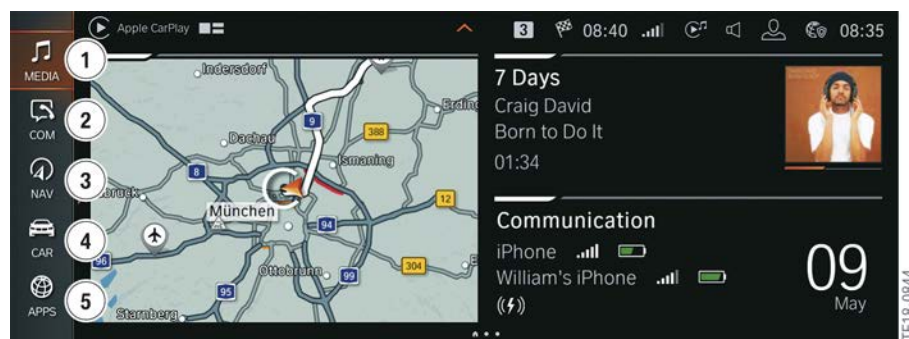 Apple CarPlay
3 08:40 08:35
MEDIA
1
COM
2
NAV
3
CAR
4
APPS
5
Indersdorf
Erding
9
388
Dachau
Ismaning
8
12
München
94
96
Ottobrunn
304
99
95
Starnberg
7 Days
Craig David
Born to Do It
01:34
Communication
iPhone
William's iPhone
09
May